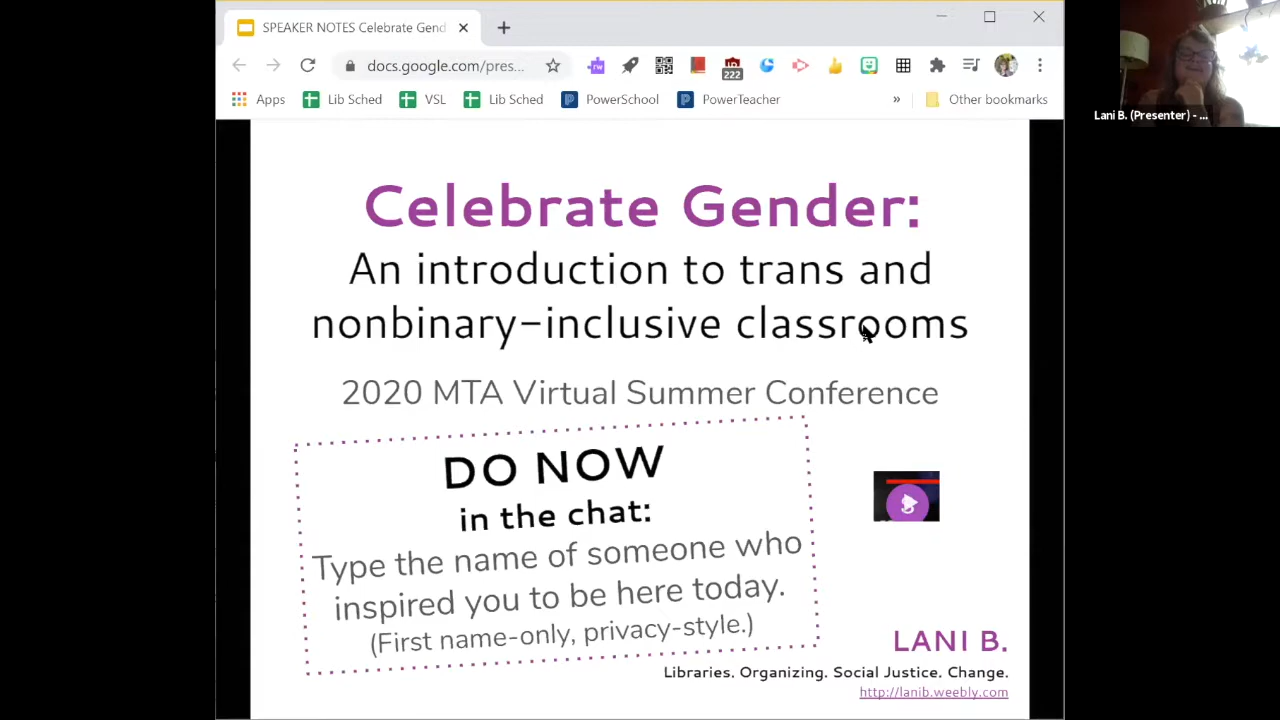 SPEAKER NOTES Celebrate Gend
docs.google.com/pres...
222
Apps
Lib Sched
VSL
Lib Sched
PowerSchool
PowerTeacher
»
Other bookmarks
Lani B. (Presenter) - ...
Celebrate Gender:
An introduction to trans and
nonbinary-inclusive classrooms
2020 MTA Virtual Summer Conference
DO NOW
in the chat:
Type the name of someone who
inspired you to be here today.
(First name-only, privacy-style.)
LANI B.
Libraries. Organizing. Social Justice. Change.
http://lanib.weebly.com